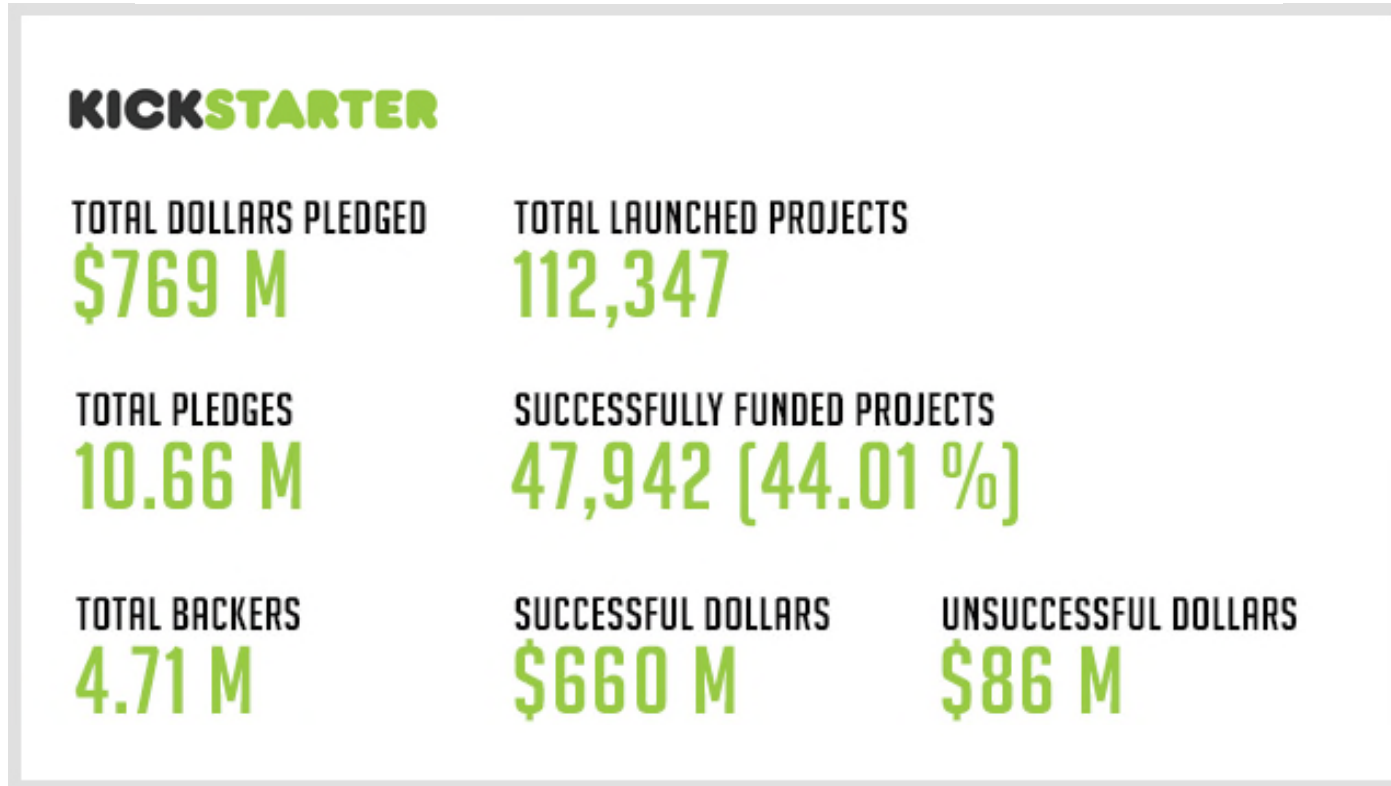 KICKSTARTER
TOTAL DOLLARS PLEDGED
$769 M
TOTAL LAUNCHED PROJECTS
112,347
TOTAL PLEDGES
10.66 M
SUCCESSFULLY FUNDED PROJECTS
47,942 (44.01 %)
TOTAL BACKERS
4.71 M
SUCCESSFUL DOLLARS
$660 M
UNSUCCESSFUL DOLLARS
$86 M